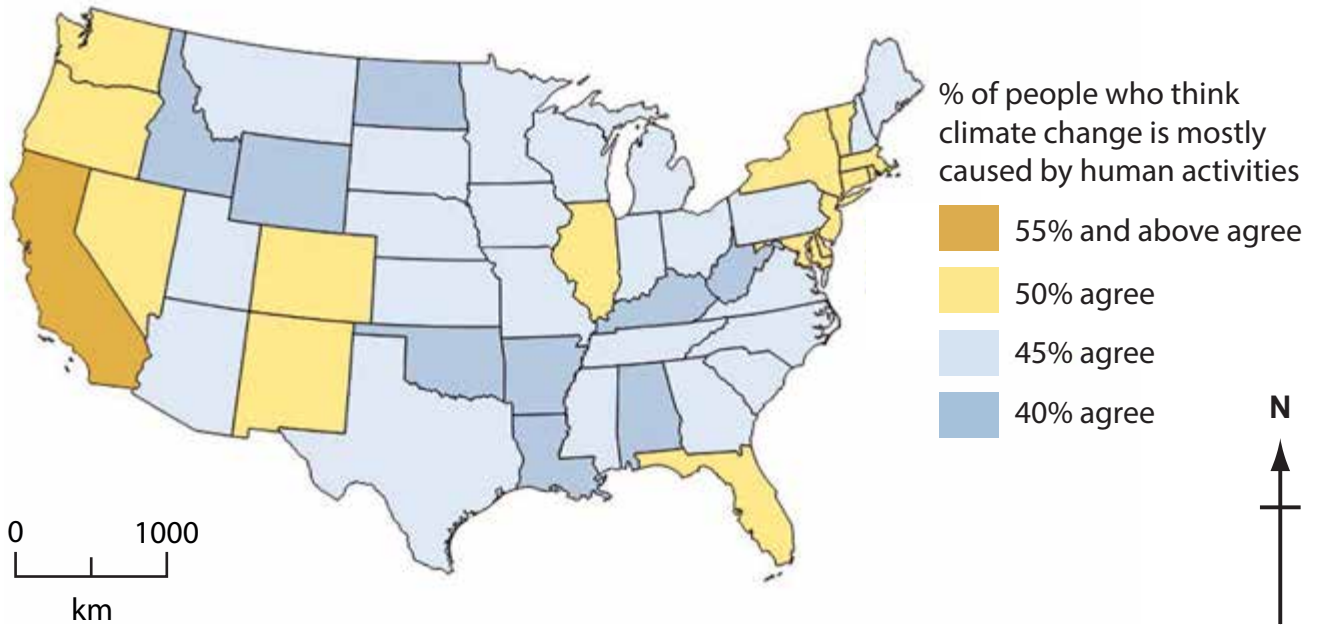 % of people who think
climate change is mostly
caused by human activities
55% and above agree
50% agree
45% agree
40% agree
N
0 1000
km